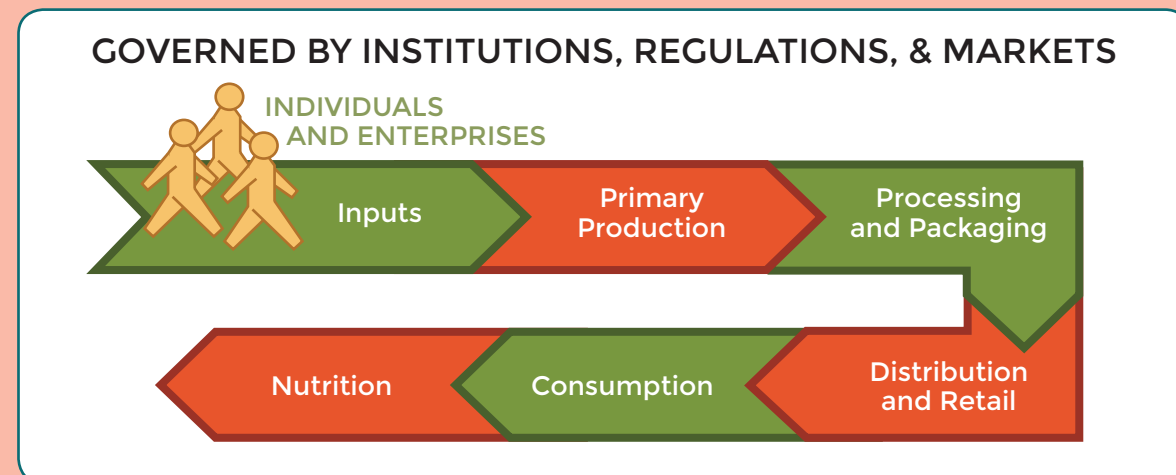 GOVERNED BY INSTITUTIONS, REGULATIONS, & MARKETS
INDIVIDUALS
AND ENTERPRISES
Inputs
Primary
Production
Processing
and Packaging
Distribution
and Retail
Consumption
Nutrition